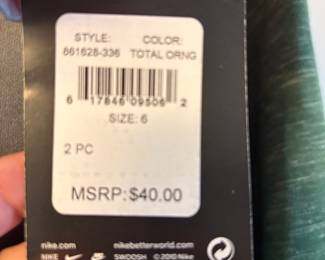 STYLE: COLOR:
861628-336 TOTAL ORNG
6 17846 09506 2
SIZE: 6
2 PC
MSRP:$40.00
nike.com nikebetterworld.com
NIKE SWOOSH © 2010 Nike